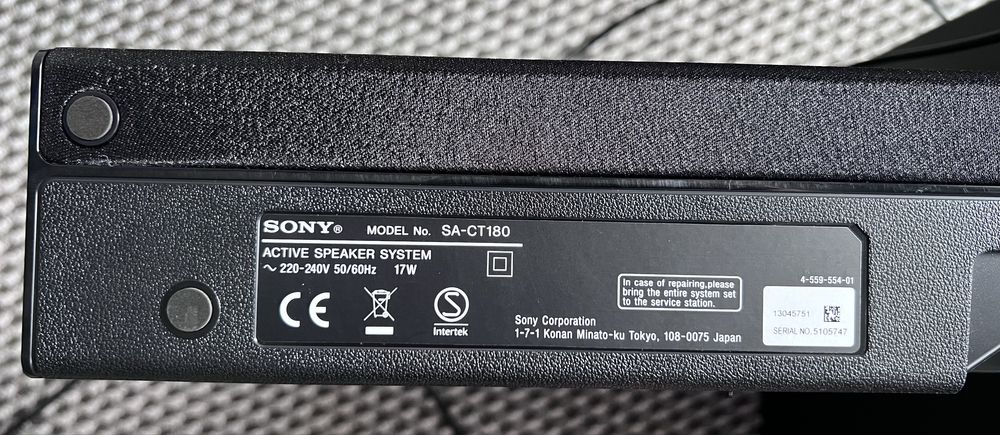 SONY® MODEL No. SA-CT180
ACTIVE SPEAKER SYSTEM
～ 220-240V 50/60Hz 17W
CE
S
Intertek
In case of repairing,please
bring the entire system set
to the service station.
Sony Corporation
1-7-1 Konan Minato-ku Tokyo, 108-0075 Japan
4-559-554-01
13045751
SERIAL NO. 5105747